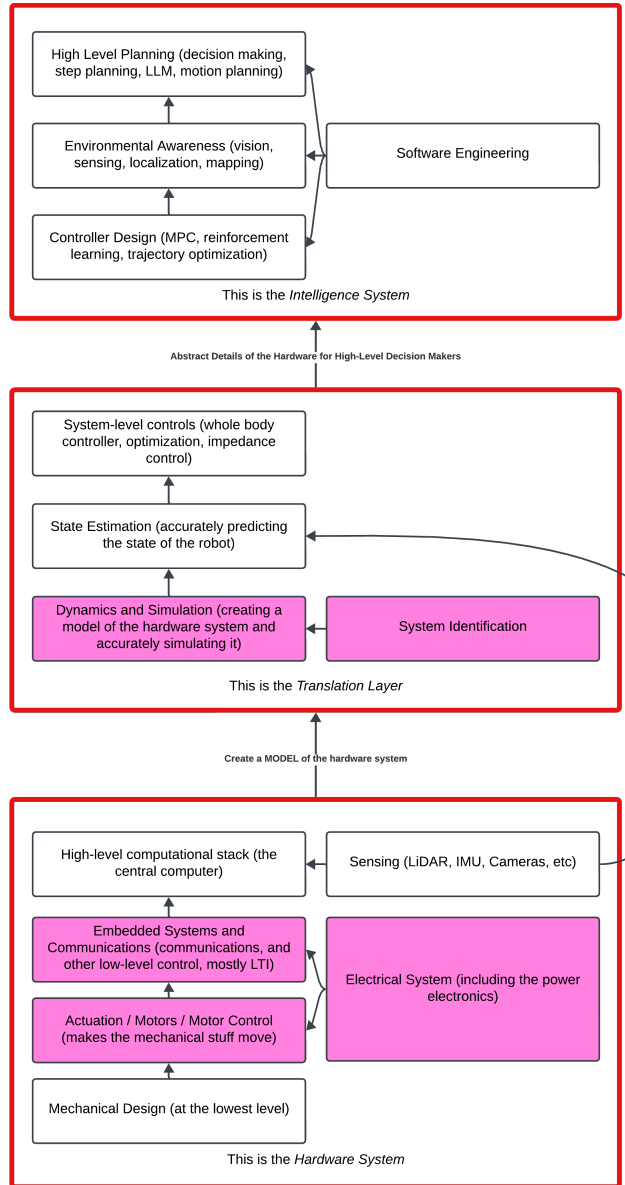 High Level Planning (decision making,
step planning, LLM, motion planning)
Environmental Awareness (vision,
sensing, localization, mapping)
Software Engineering
Controller Design (MPC, reinforcement
learning, trajectory optimization)
This is the Intelligence System
Abstract Details of the Hardware for High-Level Decision Makers
System-level controls (whole body
controller, optimization, impedance
control)
State Estimation (accurately predicting
the state of the robot)
Dynamics and Simulation (creating a
model of the hardware system and
accurately simulating it)
System Identification
This is the Translation Layer
Create a MODEL of the hardware system
High-level computational stack (the
central computer)
Sensing (LiDAR, IMU, Cameras, etc)
Embedded Systems and
Communications (communications, and
other low-level control, mostly LTI)
Electrical System (including the power
electronics)
Actuation / Motors / Motor Control
(makes the mechanical stuff move)
Mechanical Design (at the lowest level)
This is the Hardware System